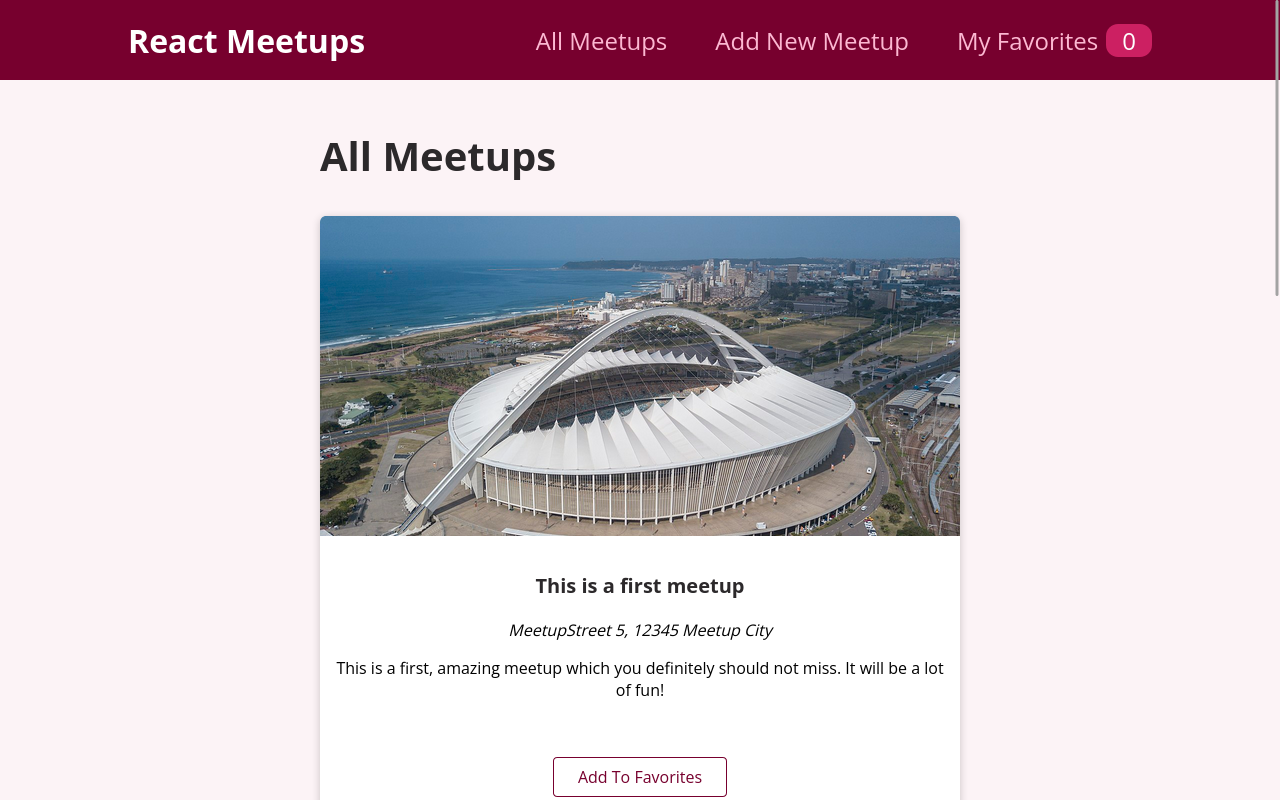 React Meetups
All Meetups
Add New Meetup
My Favorites 0
All Meetups
This is a first meetup
MeetupStreet 5, 12345 Meetup City
This is a first, amazing meetup which you definitely should not miss. It will be a lot
of fun!
Add To Favorites